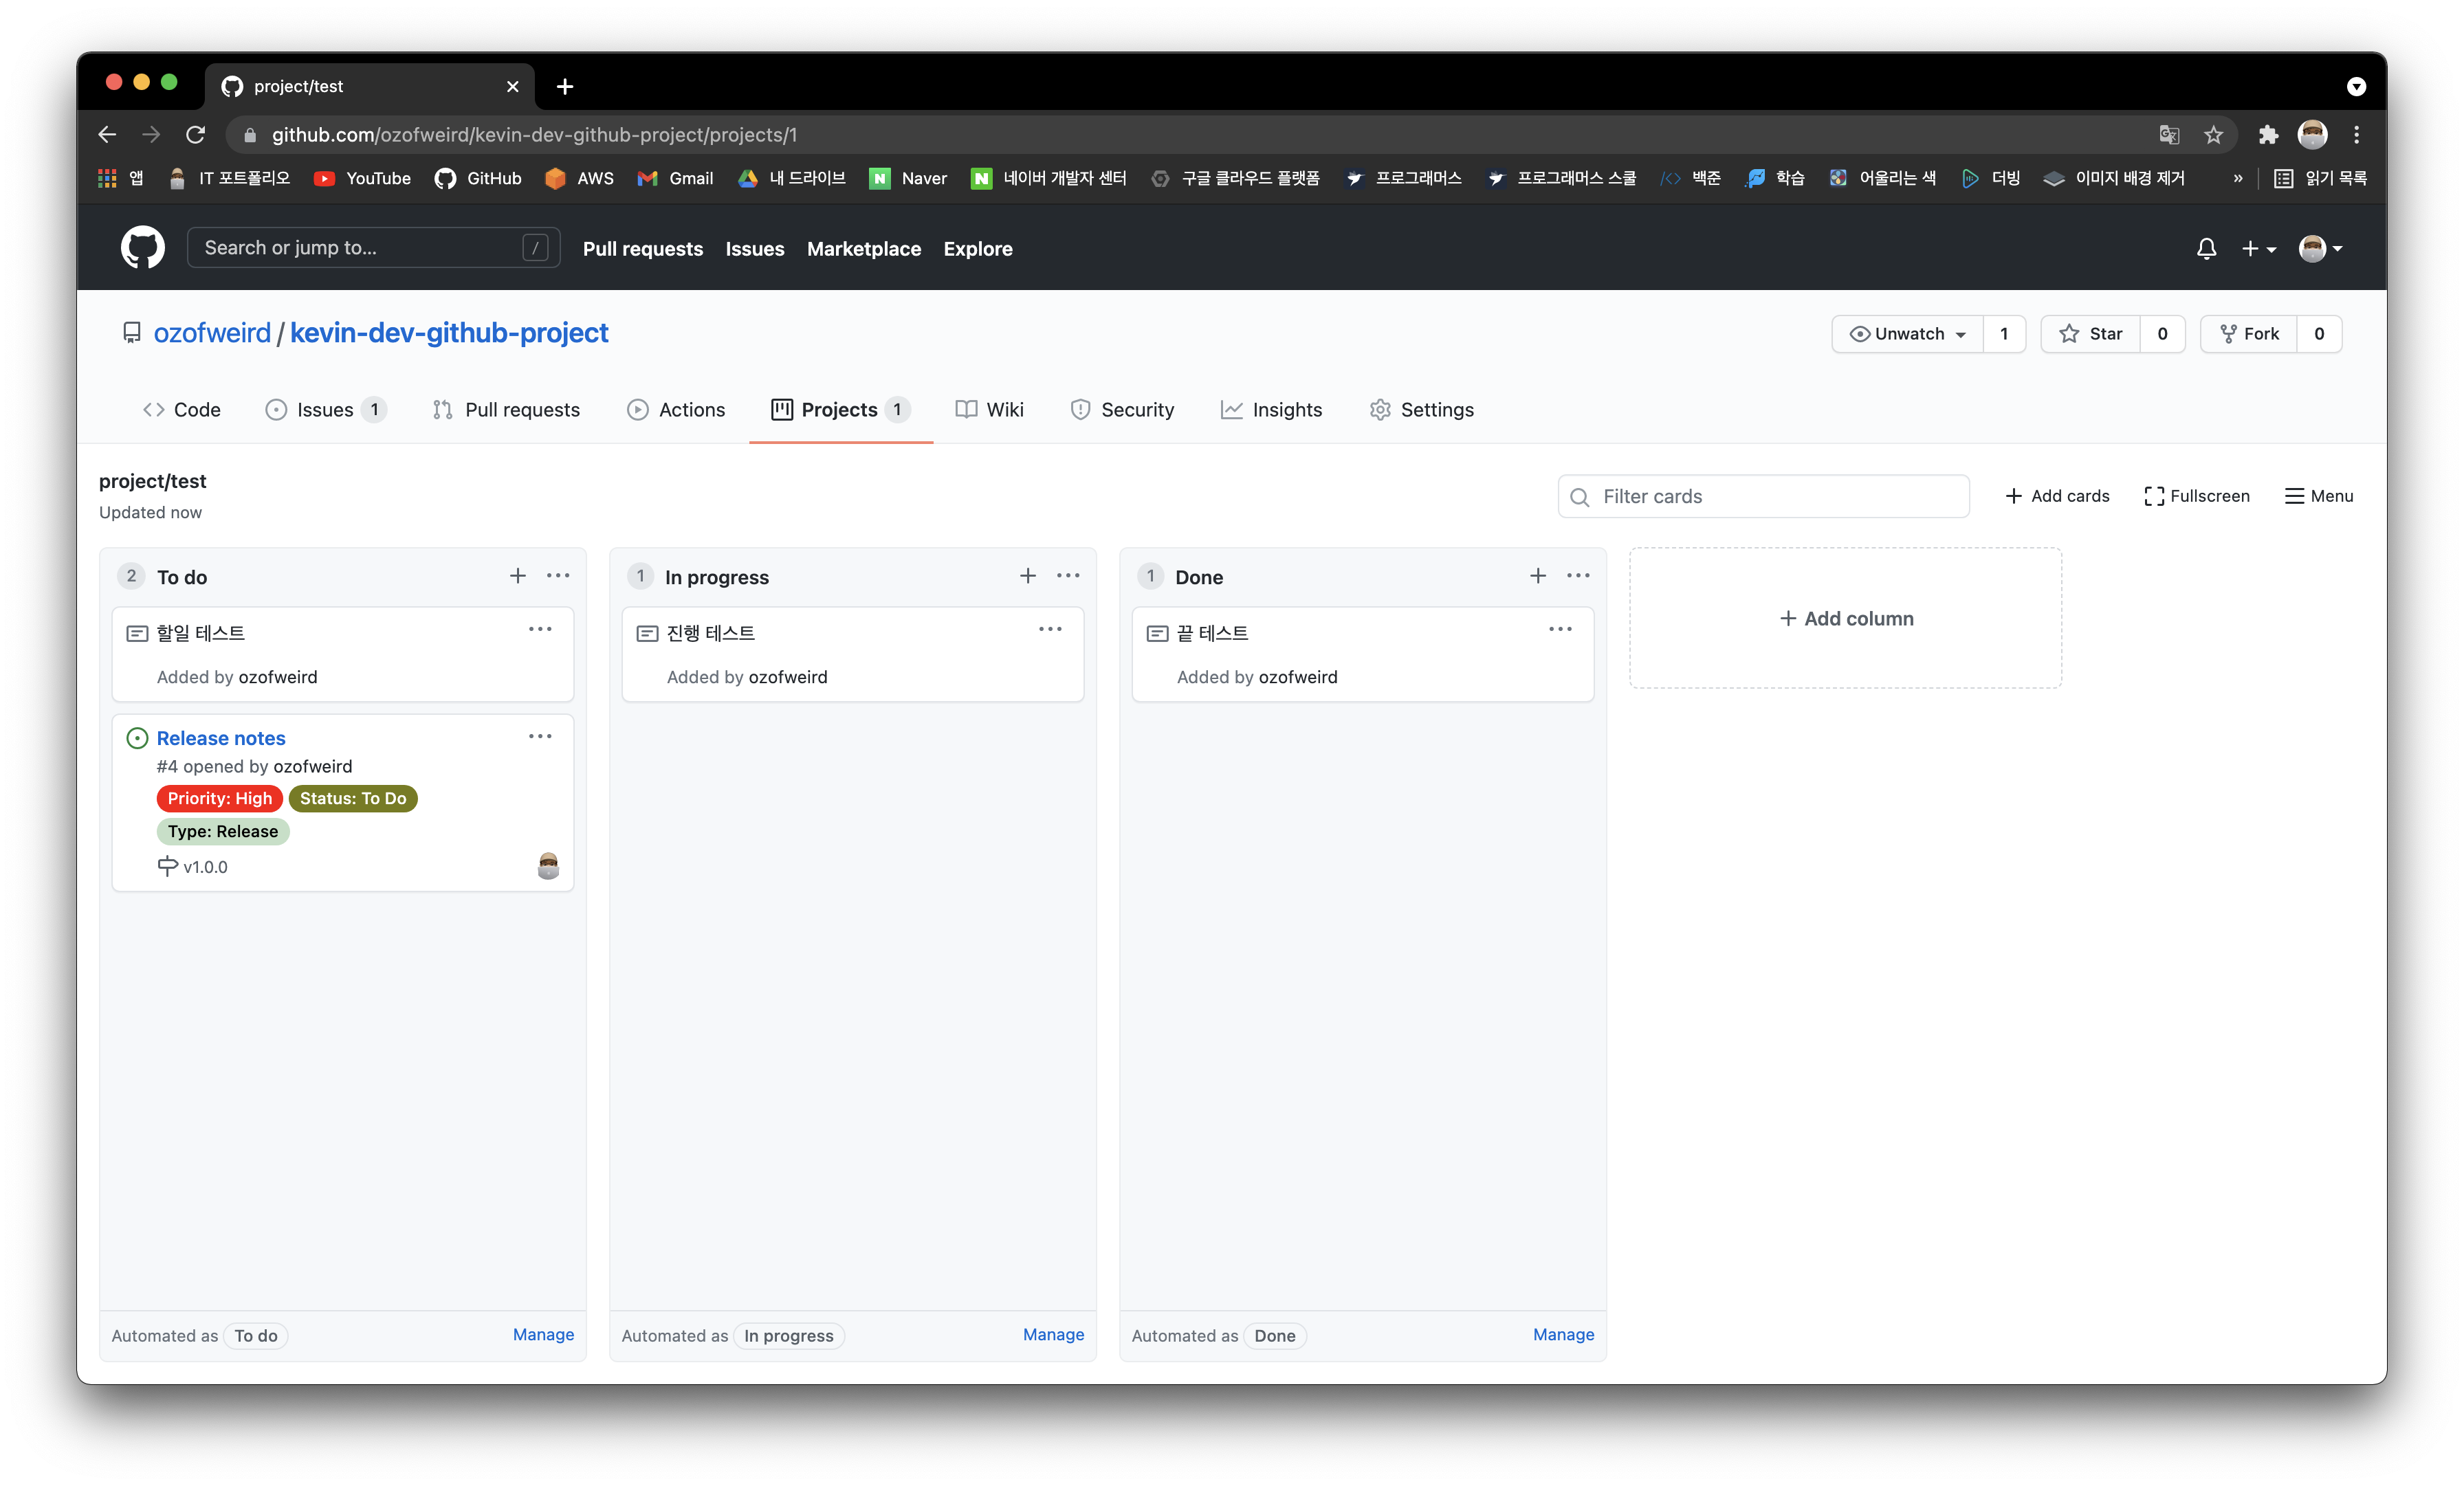 project/test
github.com/ozofweird/kevin-dev-github-project/projects/1
앱 IT 포트폴리오 YouTube GitHub AWS Gmail 내 드라이브 Naver 네이버 개발자 센터 구글 클라우드 플랫폼 프로그래머스 프로그래머스 스쿨 백준 학습 어울리는 색 더빙 이미지 배경 제거 » 읽기 목록
Search or jump to... / Pull requests Issues Marketplace Explore
ozofweird / kevin-dev-github-project Unwatch 1 Star 0 Fork 0
Code Issues 1 Pull requests Actions Projects 1 Wiki Security Insights Settings
project/test
Updated now
Filter cards + Add cards Fullscreen Menu
2 To do
할일 테스트
Added by ozofweird
Release notes
#4 opened by ozofweird
Priority: High Status: To Do
Type: Release
v1.0.0
Automated as To do Manage
1 In progress
진행 테스트
Added by ozofweird
Automated as In progress Manage
1 Done
끝 테스트
Added by ozofweird
Automated as Done Manage
+ Add column